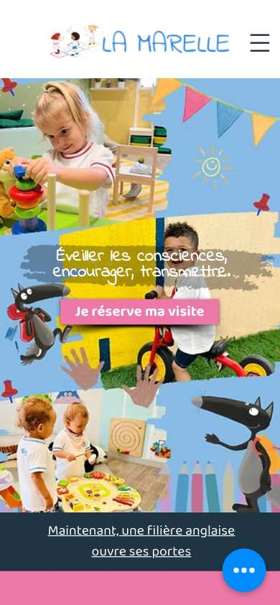 LA MARELLE
Éveiller les consciences,
encourager, transmettre.
Je réserve ma visite
Maintenant, une filière anglaise
ouvre ses portes